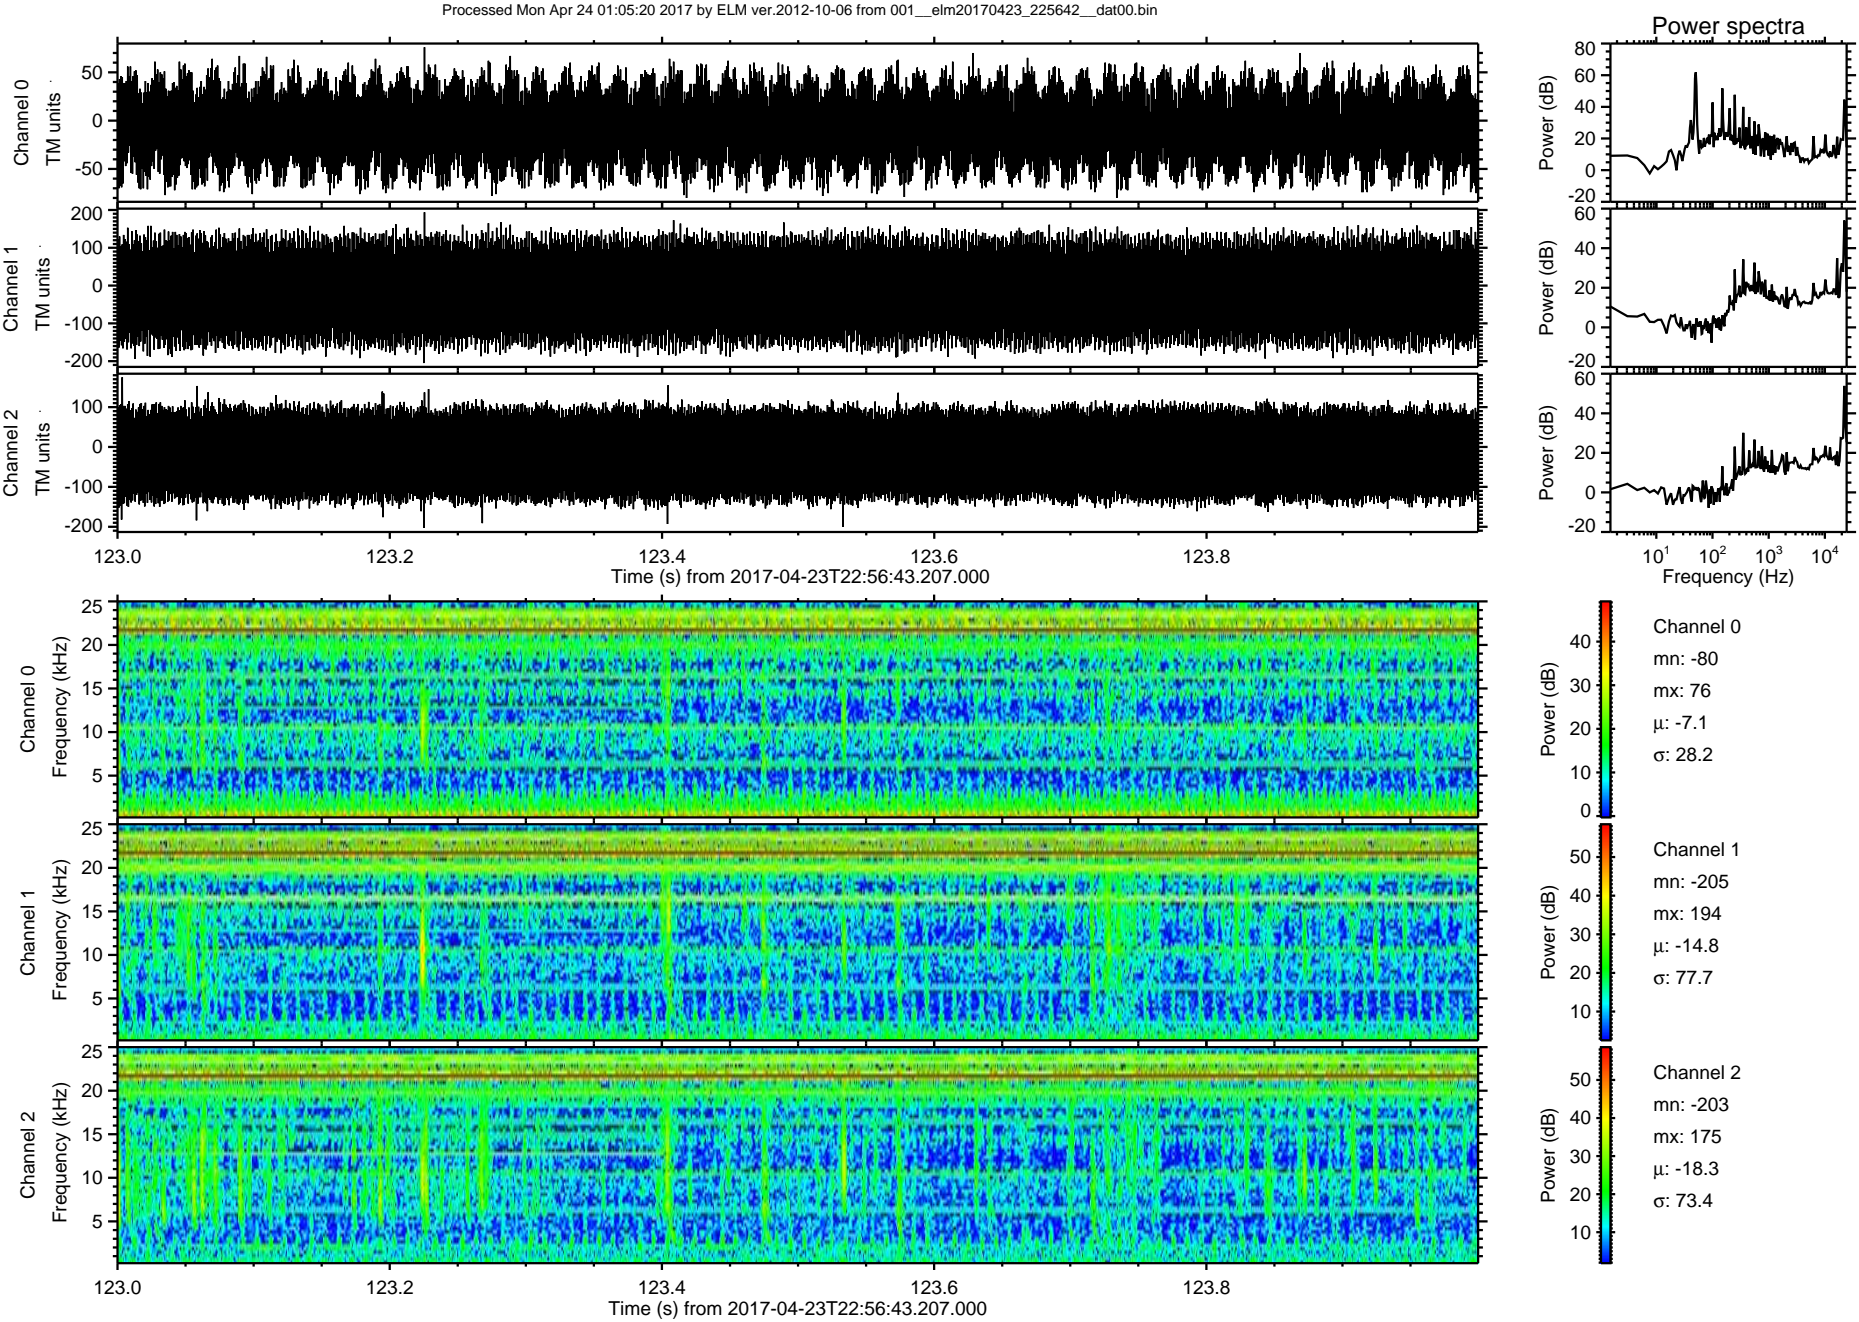 Processed Mon Apr 24 01:05:20 2017 by ELM ver.2012-10-06 from 001__elm20170423_225642__dat00.bin
Power spectra
Channel 0
TM units
50
0
-50
Power (dB)
80
60
40
20
0
-20
Channel 1
TM units
200
100
0
-100
-200
Power (dB)
60
40
20
0
-20
Channel 2
TM units
100
0
-100
-200
Power (dB)
60
40
20
0
-20
123.0 123.2 123.4 123.6 123.8
Time (s) from 2017-04-23T22:56:43.207.000
10^1 10^2 10^3 10^4
Frequency (Hz)
Channel 0
Frequency (kHz)
25
20
15
10
5
Power (dB)
40
30
20
10
0
Channel 0
mn: -80
mx: 76
μ: -7.1
σ: 28.2
Channel 1
Frequency (kHz)
25
20
15
10
5
Power (dB)
50
40
30
20
10
Channel 1
mn: -205
mx: 194
μ: -14.8
σ: 77.7
Channel 2
Frequency (kHz)
25
20
15
10
5
Power (dB)
50
40
30
20
10
Channel 2
mn: -203
mx: 175
μ: -18.3
σ: 73.4
123.0 123.2 123.4 123.6 123.8
Time (s) from 2017-04-23T22:56:43.207.000